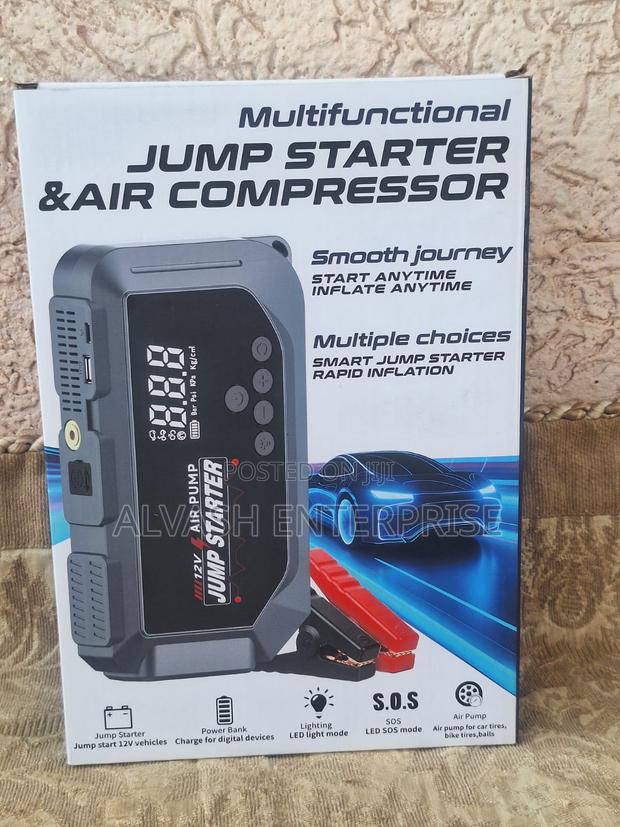 Multifunctional
JUMP STARTER
&AIR COMPRESSOR
Smooth journey
START ANYTIME
INFLATE ANYTIME
Multiple choices
SMART JUMP STARTER
RAPID INFLATION
8.8.8
Bar Psi KPa Kg/cm²
12V AIR PUMP
JUMP STARTER
POSTED ON JIJI
ALVASH ENTERPRISE
Jump Starter
Jump start 12V vehicles
Power Bank
Charge for digital devices
Lighting
LED light mode
S.O.S
SOS
LED SOS mode
Air Pump
Air pump for car tires,
bike tires,balls